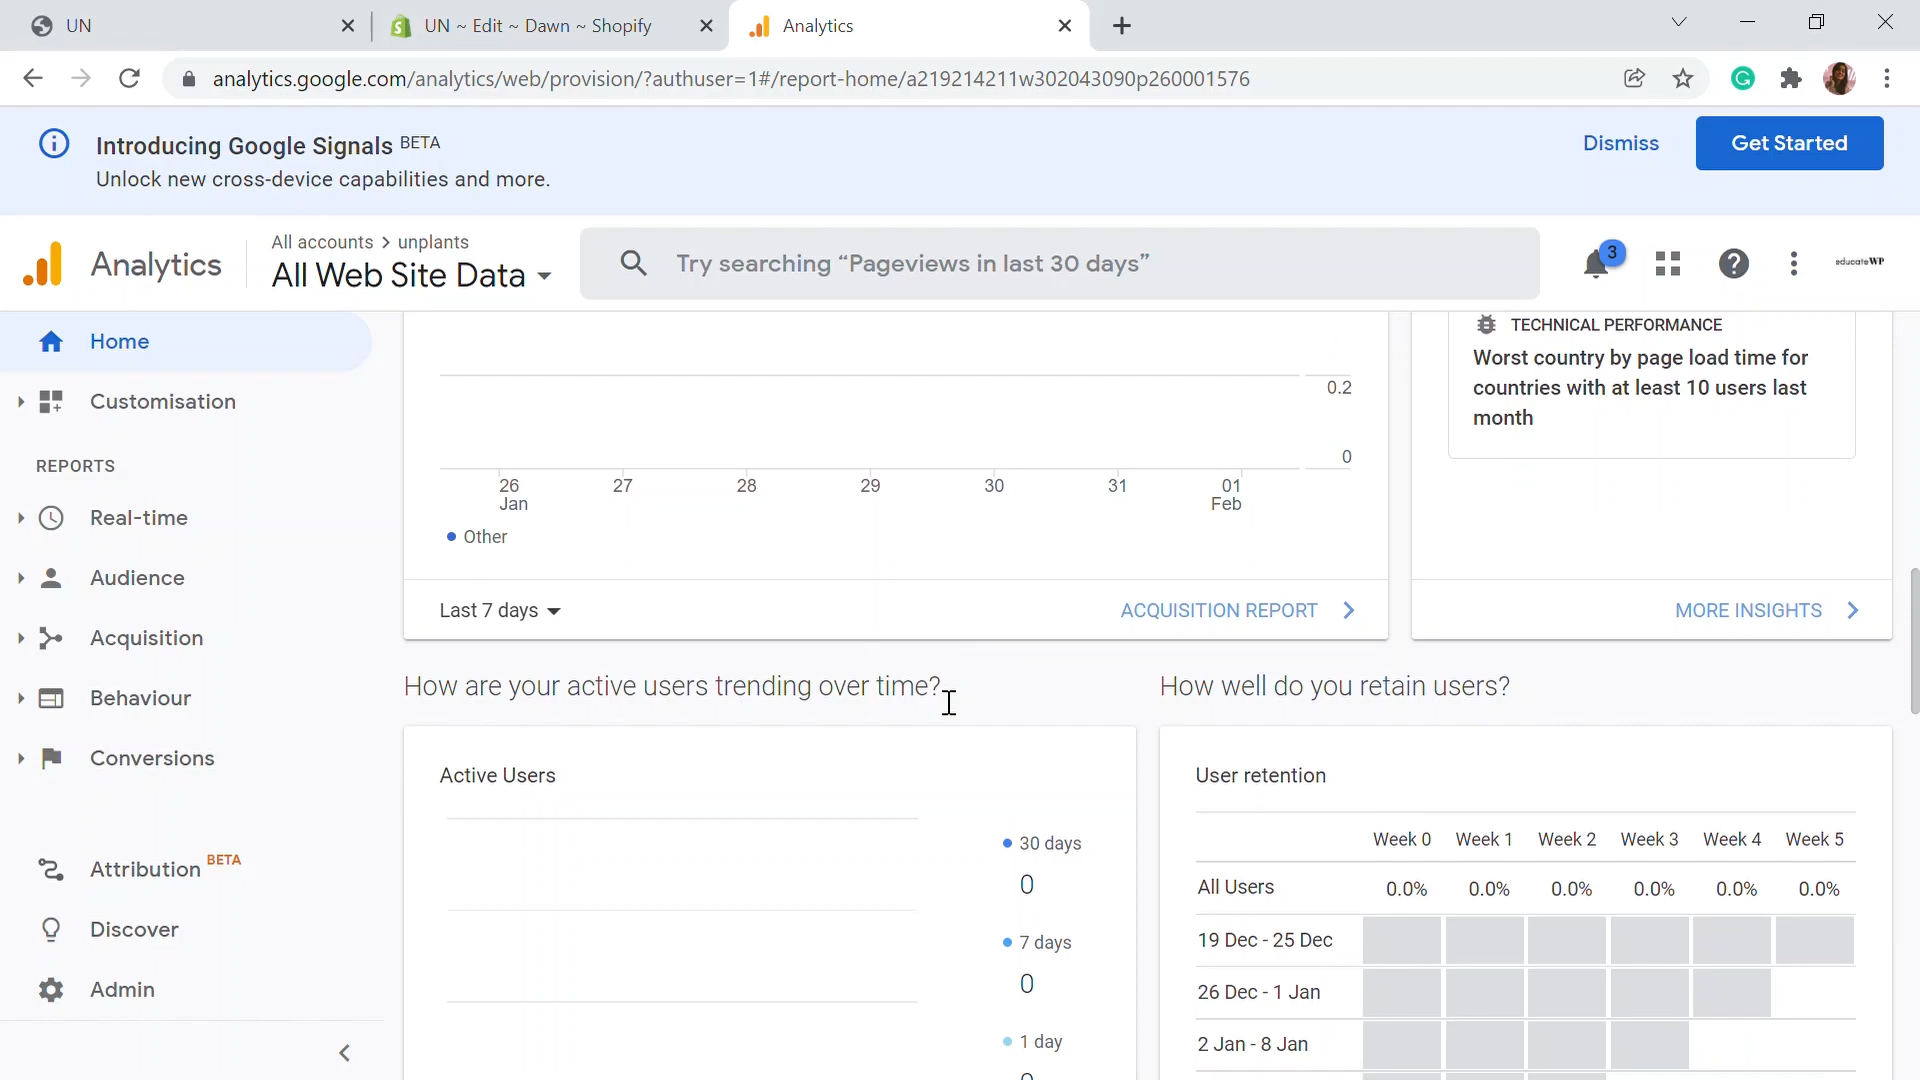 UN
UN ~ Edit ~ Dawn ~ Shopify
Analytics
analytics.google.com/analytics/web/provision/?authuser=1#/report-home/a219214211w302043090p260001576
Introducing Google Signals BETA
Unlock new cross-device capabilities and more.
Dismiss
Get Started
Analytics
All accounts > unplants
All Web Site Data
Try searching “Pageviews in last 30 days”
3
educateWP
Home
Customisation
REPORTS
Real-time
Audience
Acquisition
Behaviour
Conversions
Attribution BETA
Discover
Admin
0.2
0
26 27 28 29 30 31 01
Jan Feb
Other
Last 7 days
ACQUISITION REPORT
TECHNICAL PERFORMANCE
Worst country by page load time for
countries with at least 10 users last
month
MORE INSIGHTS
How are your active users trending over time?
Active Users
30 days
0
7 days
0
1 day
How well do you retain users?
User retention
Week 0 Week 1 Week 2 Week 3 Week 4 Week 5
All Users 0.0% 0.0% 0.0% 0.0% 0.0% 0.0%
19 Dec - 25 Dec
26 Dec - 1 Jan
2 Jan - 8 Jan